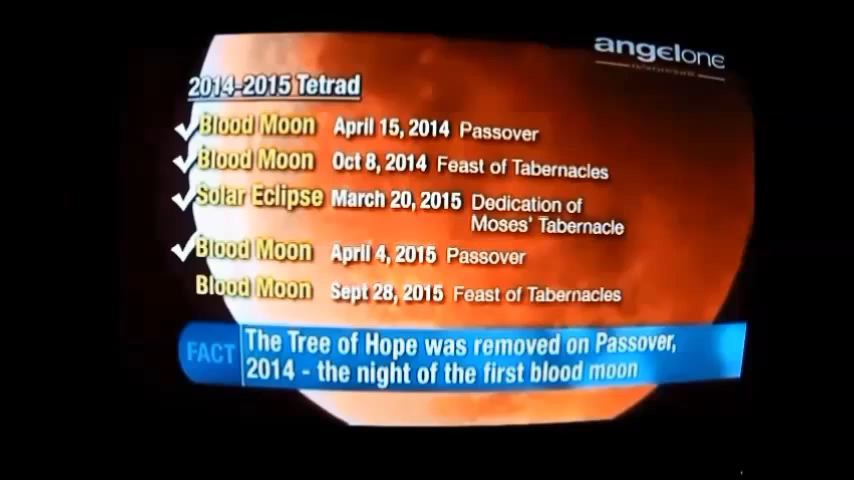 angelone
2014-2015 Tetrad
Blood Moon April 15, 2014 Passover
Blood Moon Oct 8, 2014 Feast of Tabernacles
Solar Eclipse March 20, 2015 Dedication of
Moses' Tabernacle
Blood Moon April 4, 2015 Passover
Blood Moon Sept 28, 2015 Feast of Tabernacles
FACT
The Tree of Hope was removed on Passover,
2014 - the night of the first blood moon